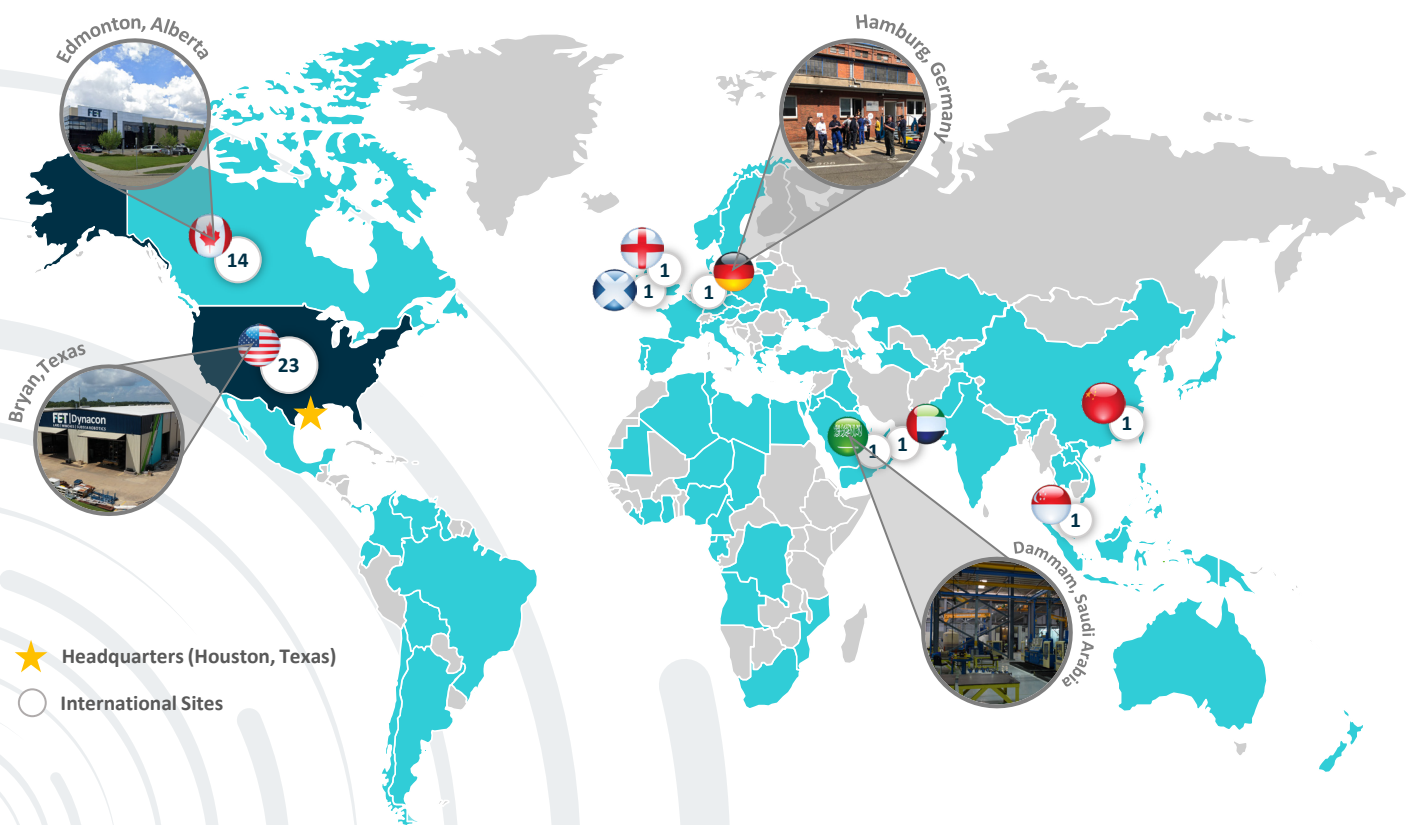 Edmonton, Alberta
FET
Hamburg, Germany
14
1
1
1
Bryan, Texas
23
FET|Dynacon
1
1
1
1
Dammam, Saudi Arabia
Headquarters (Houston, Texas)
International Sites